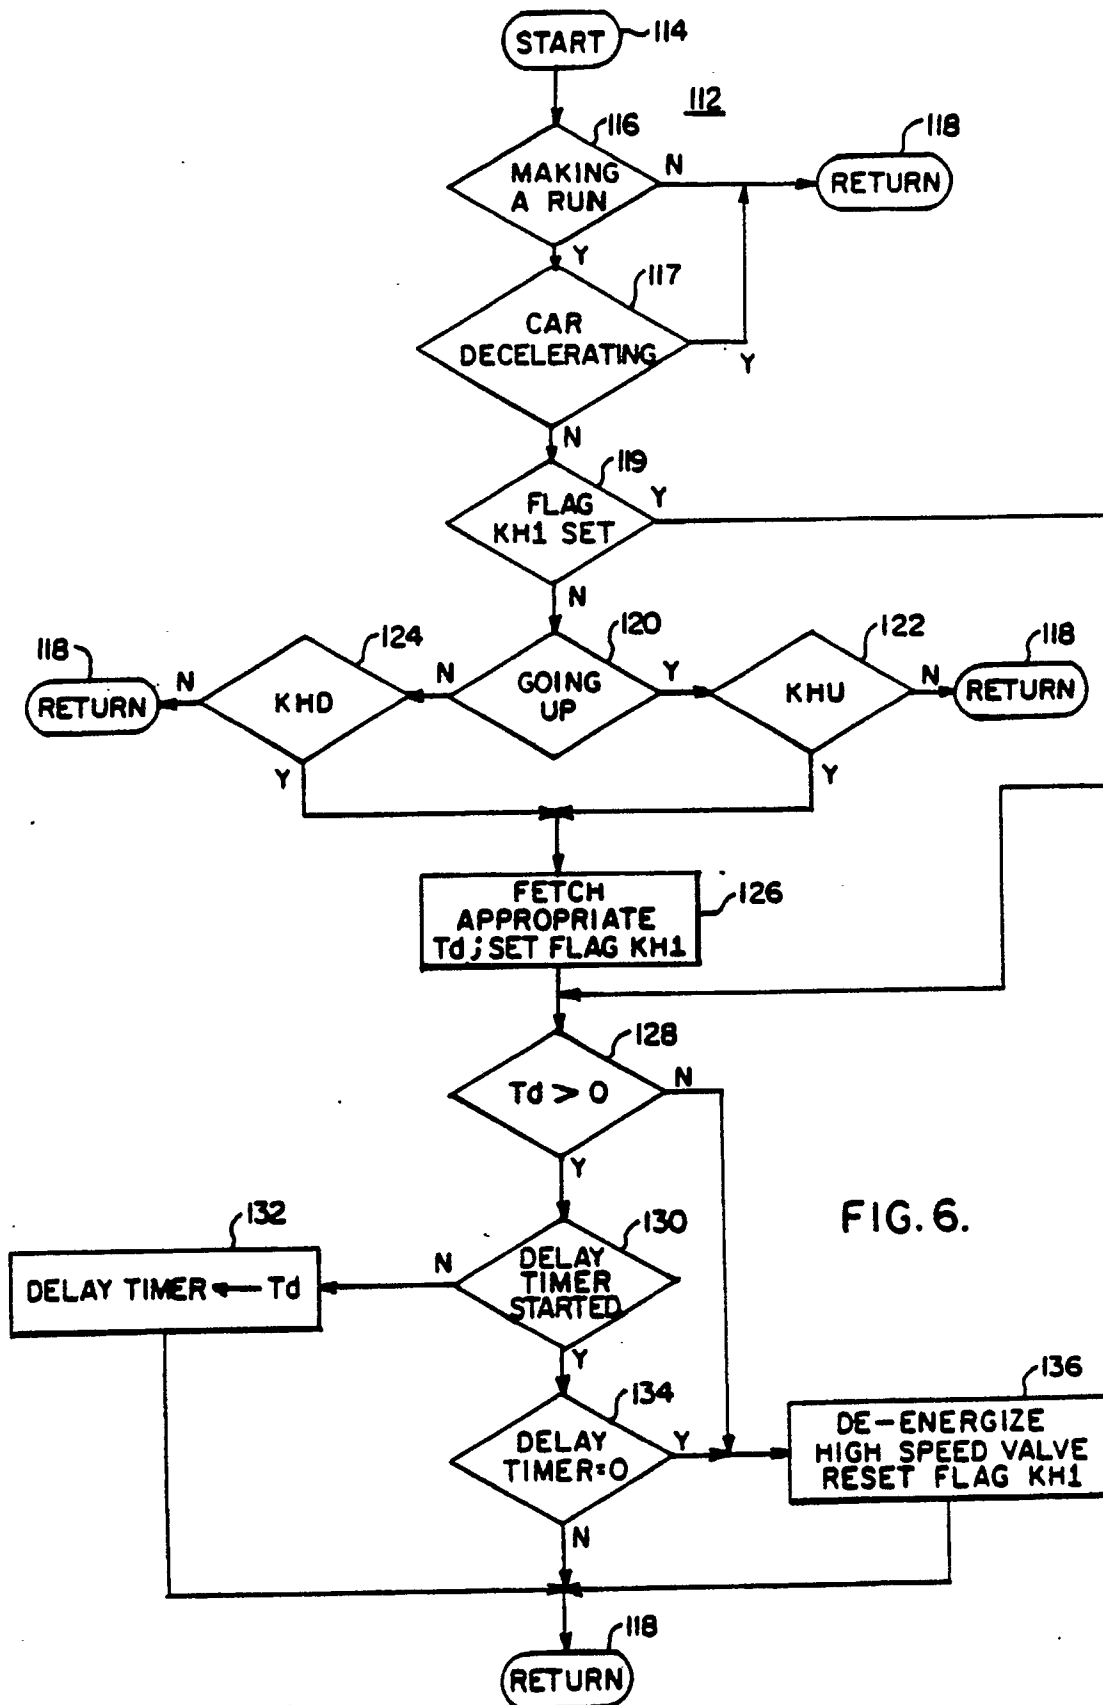 START
114
112
116
MAKING
A RUN
N
118
RETURN
Y
117
CAR
DECELERATING
Y
N
119
FLAG
KH1 SET
Y
N
118
RETURN
N
124
KHD
Y
N
120
GOING
UP
Y
122
KHU
Y
N
118
RETURN
FETCH
APPROPRIATE
Td; SET FLAG KH1
126
128
Td > 0
N
Y
132
DELAY TIMER ← Td
N
130
DELAY
TIMER
STARTED
Y
FIG. 6.
134
DELAY
TIMER=0
Y
N
136
DE-ENERGIZE
HIGH SPEED VALVE
RESET FLAG KH1
118
RETURN